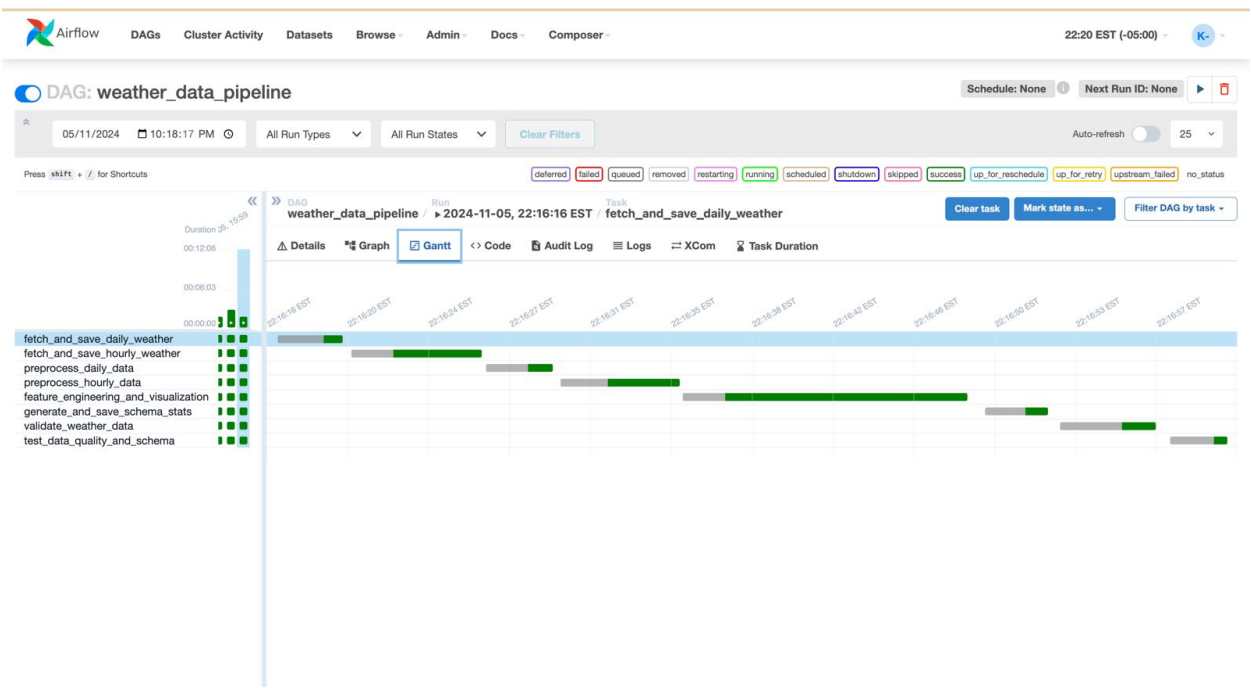 Airflow DAGs Cluster Activity Datasets Browse Admin Docs Composer 22:20 EST (-05:00) K-
DAG: weather_data_pipeline Schedule: None Next Run ID: None
05/11/2024 10:18:17 PM All Run Types All Run States Clear Filters Auto-refresh 25
Press shift + / for Shortcuts deferred failed queued removed restarting running scheduled shutdown skipped success up_for_reschedule up_for_retry upstream_failed no_status
DAG Run Task
weather_data_pipeline / 2024-11-05, 22:16:16 EST / fetch_and_save_daily_weather Clear task Mark state as... Filter DAG by task
Duration 15:59
Details Graph Gantt Code Audit Log Logs XCom Task Duration
00:12:06
00:06:03
00:00:00
22:16:16 EST 22:16:20 EST 22:16:24 EST 22:16:27 EST 22:16:31 EST 22:16:35 EST 22:16:38 EST 22:16:42 EST 22:16:46 EST 22:16:50 EST 22:16:53 EST 22:16:57 EST
fetch_and_save_daily_weather
fetch_and_save_hourly_weather
preprocess_daily_data
preprocess_hourly_data
feature_engineering_and_visualization
generate_and_save_schema_stats
validate_weather_data
test_data_quality_and_schema